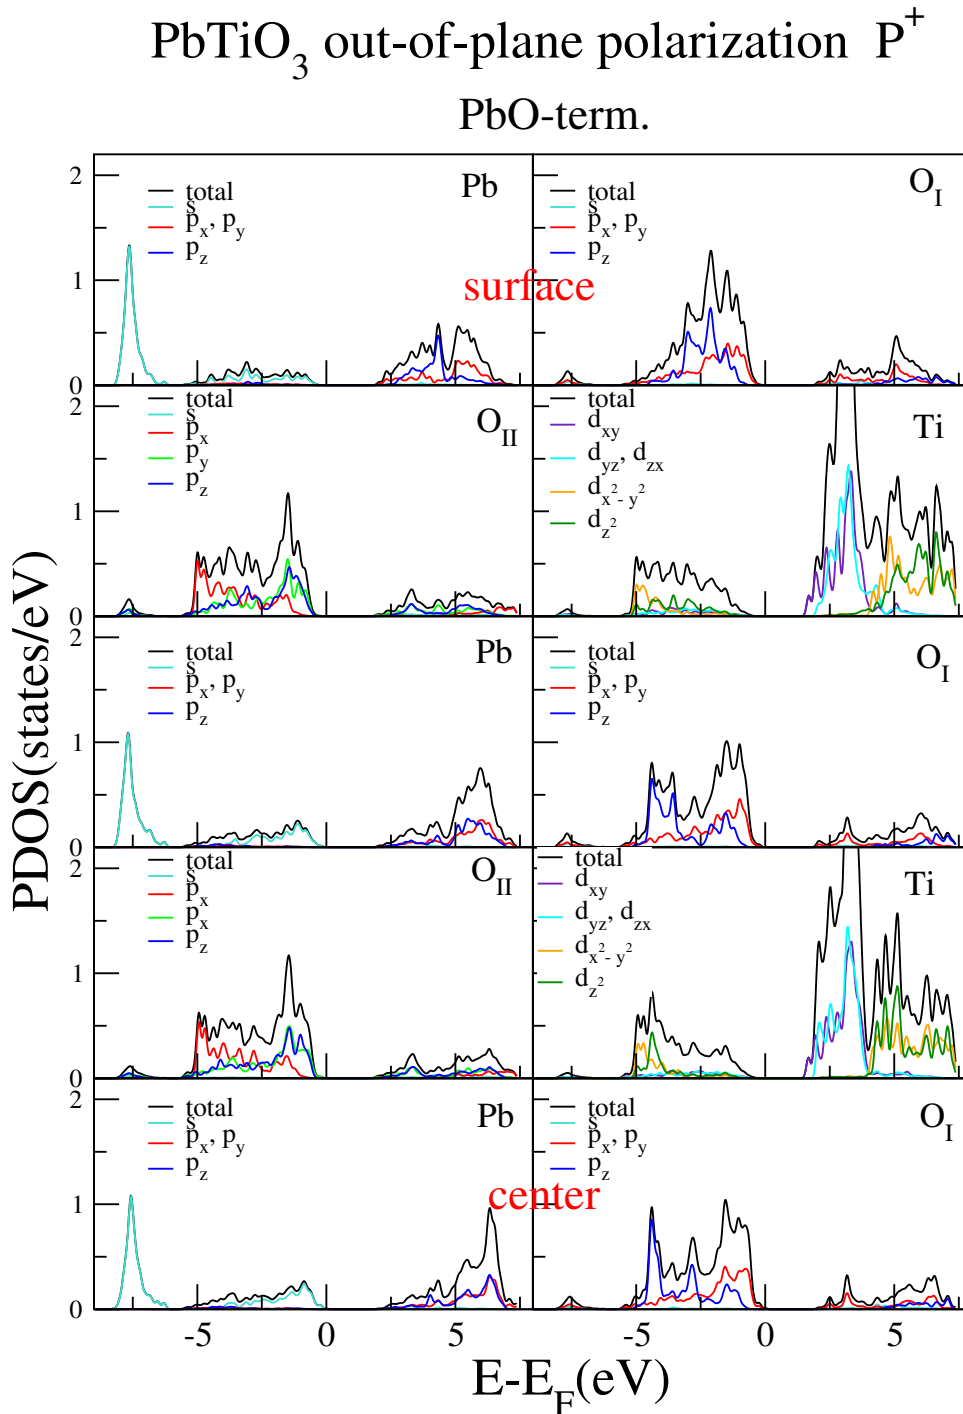 PbTiO3 out-of-plane polarization P+
PbO-term.
PDOS(states/eV)
2
1
0
total
s
px, py
pz
Pb
total
s
px, py
pz
OI
surface
2
1
0
total
s
px
py
pz
OII
total
dxy
dyz, dzx
dx2-y2
dz2
Ti
2
1
0
total
s
px, py
pz
Pb
total
s
px, py
pz
OI
2
1
0
total
s
px
px
pz
OII
total
dxy
dyz, dzx
dx2-y2
dz2
Ti
2
1
0
total
s
px, py
pz
Pb
total
s
px, py
pz
OI
center
-5 0 5 -5 0 5
E-EF(eV)